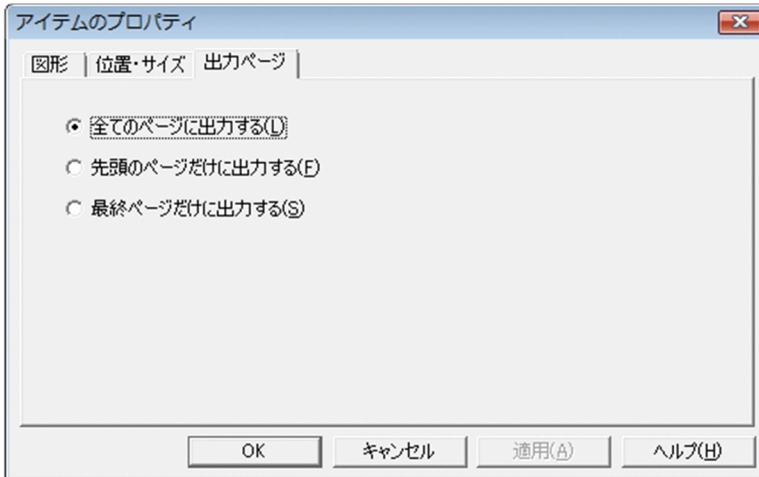 アイテムのプロパティ
図形 位置・サイズ 出力ページ
全てのページに出力する(L)
先頭のページだけに出力する(F)
最終ページだけに出力する(S)
OK キャンセル 適用(A) ヘルプ(H)